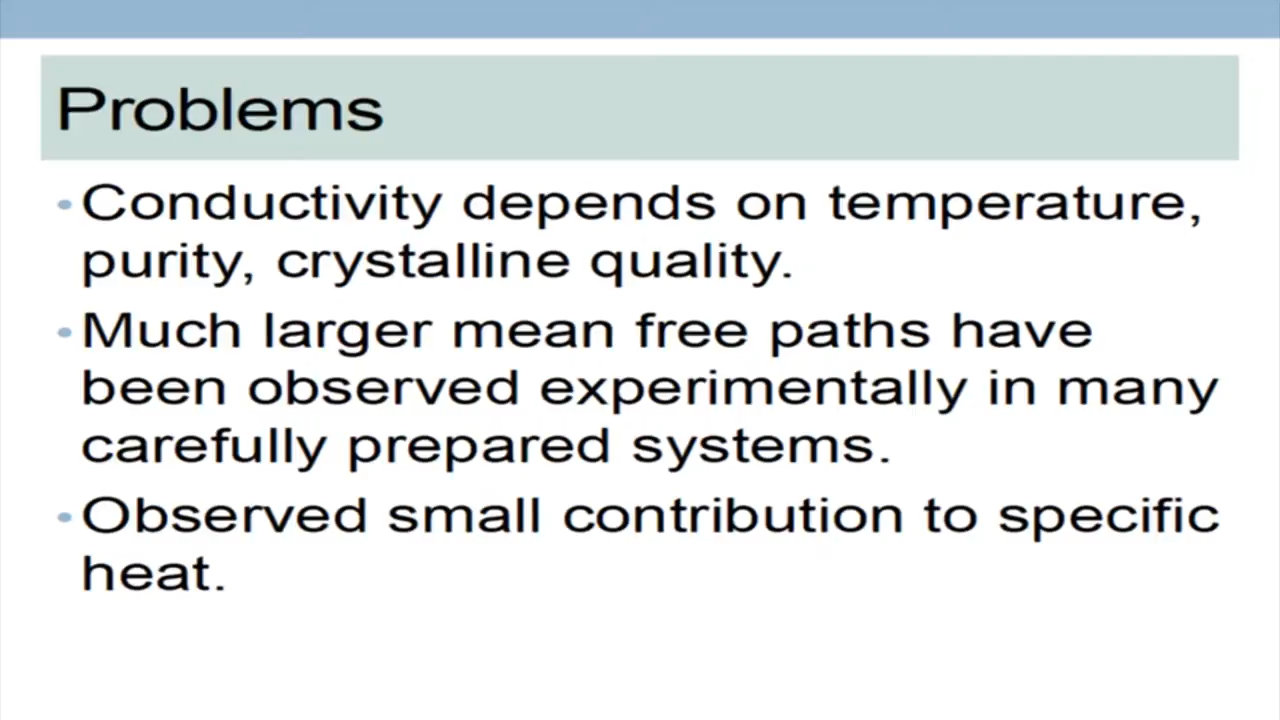 Problems
• Conductivity depends on temperature,
purity, crystalline quality.
• Much larger mean free paths have
been observed experimentally in many
carefully prepared systems.
• Observed small contribution to specific
heat.